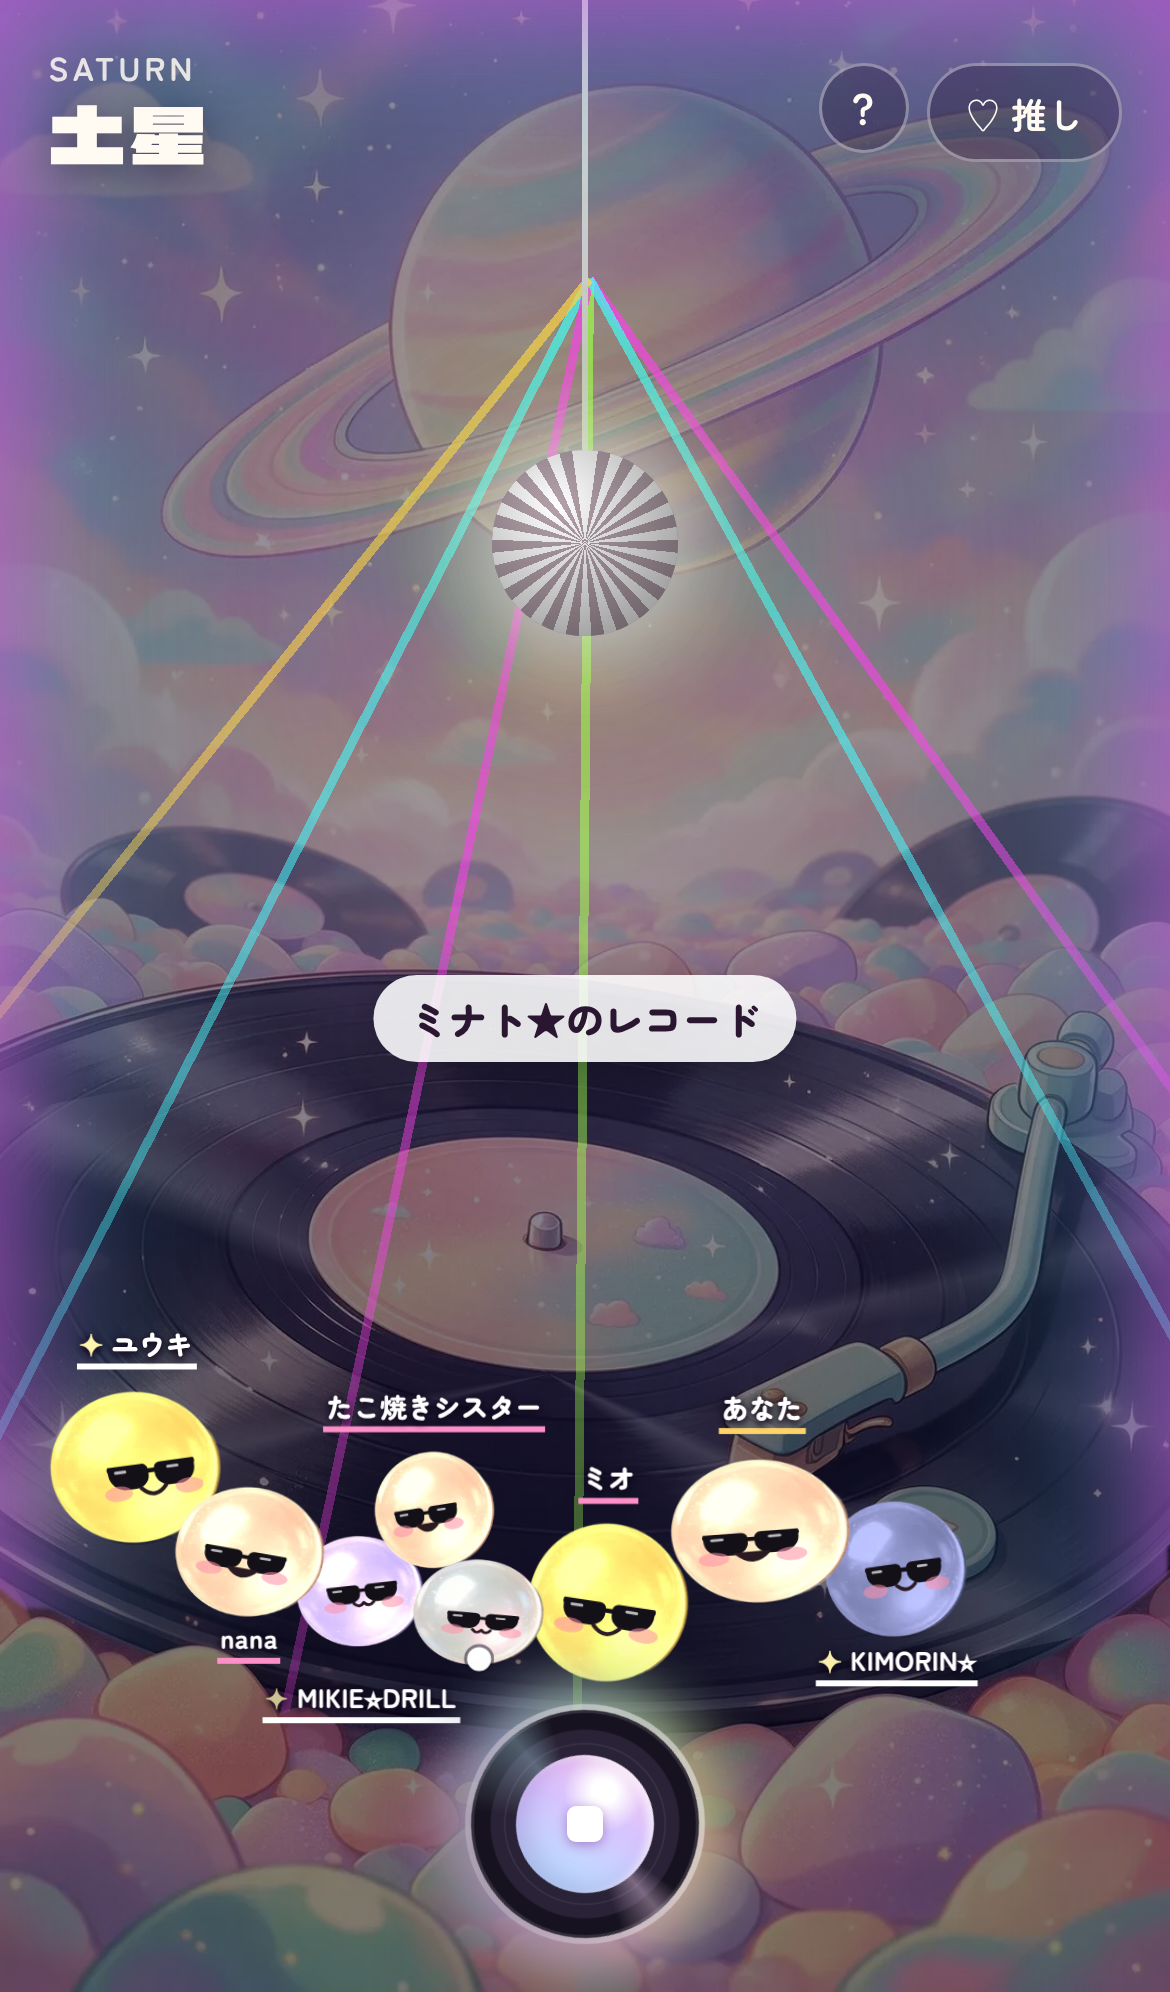 SATURN
土星
?
♡ 推し
ミナト★のレコード
✦ ユウキ
たこ焼きシスター
あなた
ミオ
nana
✦ KIMORIN☆
✦ MIKIE☆DRILL